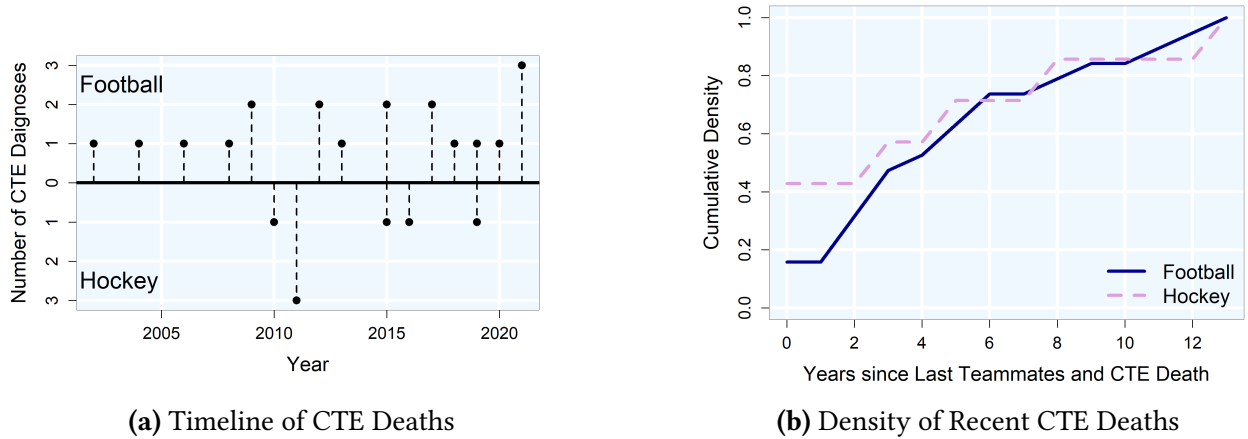 Number of CTE Daignoses
3
2
1
0
1
2
3
Football
Hockey
2005 2010 2015 2020
Year
(a) Timeline of CTE Deaths
Cumulative Density
1.0
0.8
0.6
0.4
0.2
0.0
Football
Hockey
0 2 4 6 8 10 12
Years since Last Teammates and CTE Death
(b) Density of Recent CTE Deaths